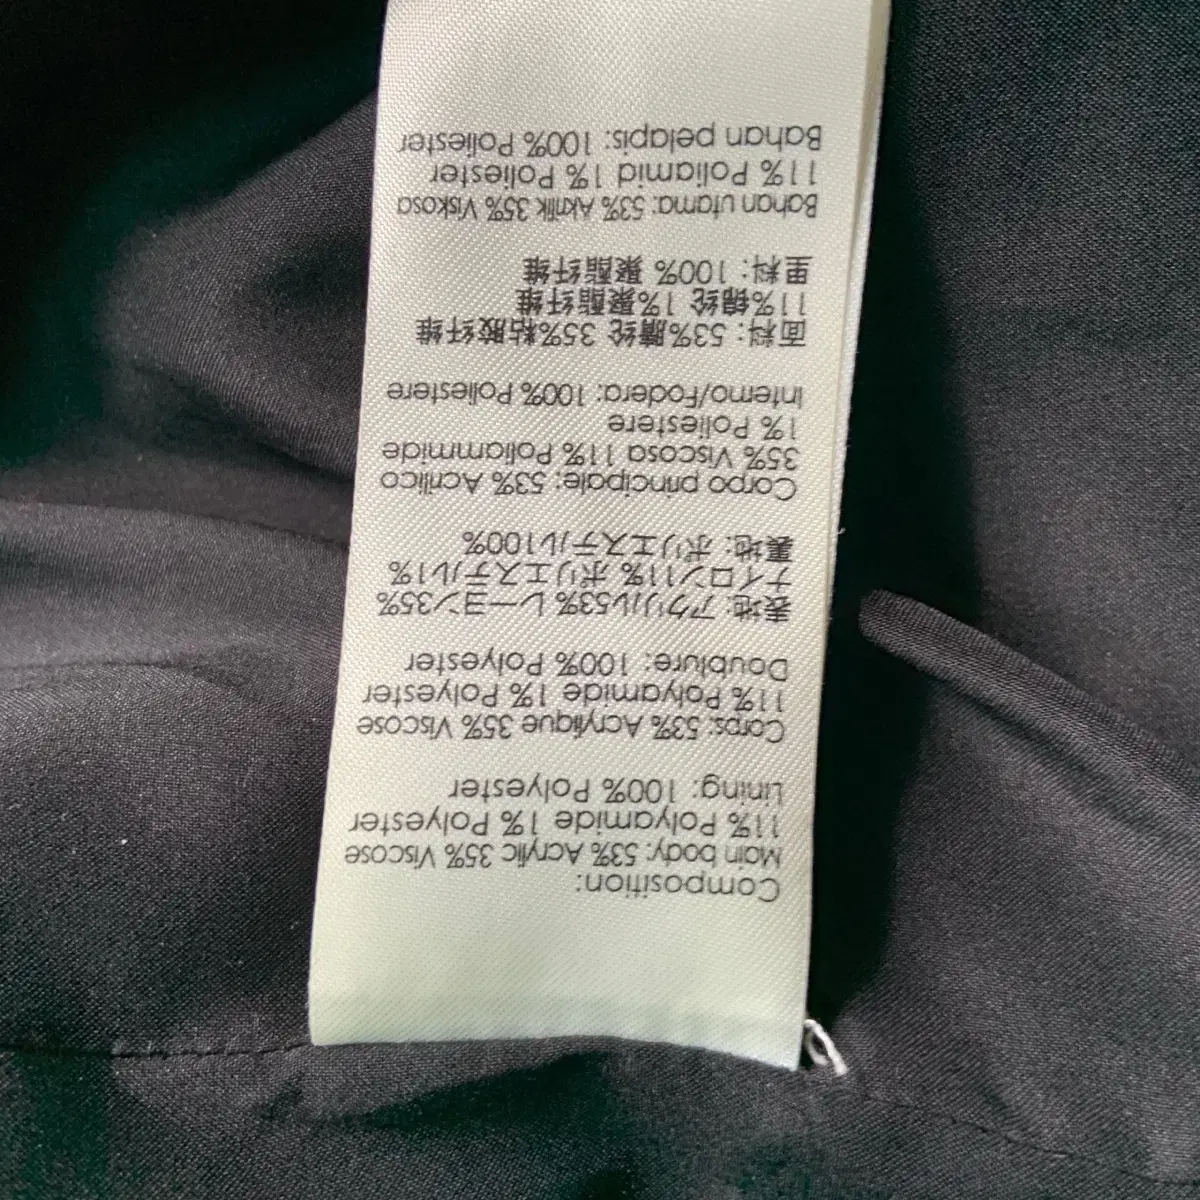 Composition:
Main body: 53% Acrylic 35% Viscose
11% Polyamide 1% Polyester
Lining: 100% Polyester
Corps: 53% Acrylique 35% Viscose
11% Polyamide 1% Polyester
Doublure: 100% Polyester
表地: アクリル53% レーヨン35%
ナイロン11% ポリエステル1%
裏地: ポリエステル100%
Corpo principale: 53% Acrilico
35% Viscosa 11% Poliammide
1% Poliestere
Interno/Fodera: 100% Poliestere
面料: 53%腈纶 35%粘胶纤维
11%锦纶 1%聚酯纤维
里料: 100% 聚酯纤维
Bahan utama: 53% Akrilik 35% Viskosa
11% Poliamid 1% Poliester
Bahan pelapis: 100% Poliester